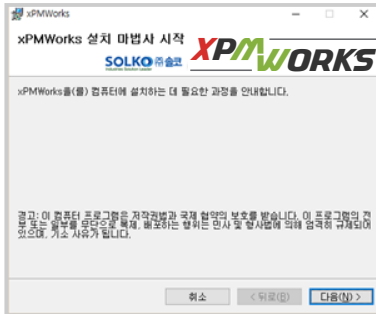 xPMWorks
xPMWorks 설치 마법사 시작
SOLKO ㈜솔코
XPMWORKS
xPMWorks을(를) 컴퓨터에 설치하는 데 필요한 과정을 안내합니다.
경고: 이 컴퓨터 프로그램은 저작권법과 국제 협약의 보호를 받습니다. 이 프로그램의 전
부 또는 일부를 무단으로 복제, 배포하는 행위는 민사 및 형사법에 의해 엄격히 규제되어
있으며, 기소 사유가 됩니다.
취소
< 뒤로(B)
다음(N) >